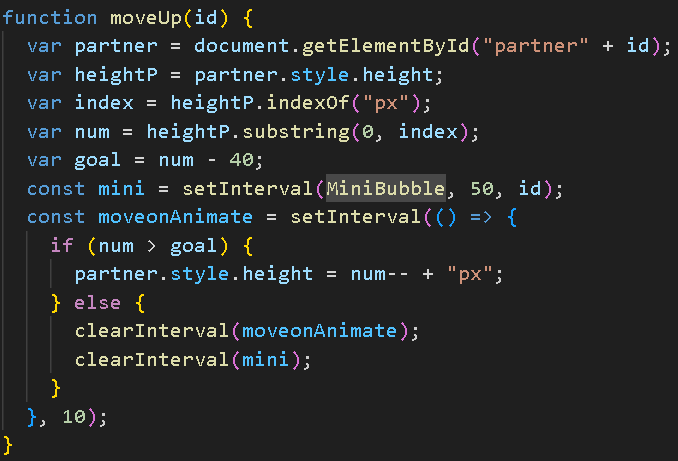 function moveUp(id) {
  var partner = document.getElementById("partner" + id);
  var heightP = partner.style.height;
  var index = heightP.indexOf("px");
  var num = heightP.substring(0, index);
  var goal = num - 40;
  const mini = setInterval(MiniBubble, 50, id);
  const moveonAnimate = setInterval(() => {
    if (num > goal) {
      partner.style.height = num-- + "px";
    } else {
      clearInterval(moveonAnimate);
      clearInterval(mini);
    }
  }, 10);
}